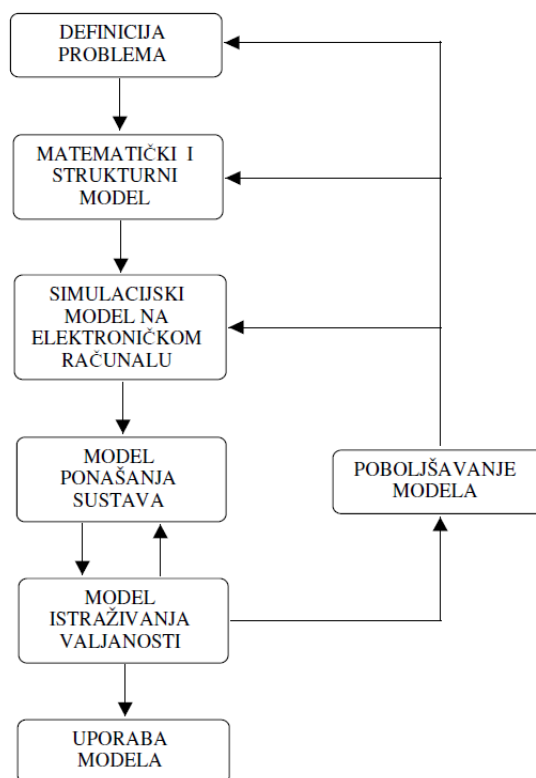 DEFINICIJA
PROBLEMA
MATEMATIČKI I
STRUKTURNI
MODEL
SIMULACIJSKI
MODEL NA
ELEKTRONIČKOM
RAČUNALU
MODEL
PONAŠANJA
SUSTAVA
POBOLJŠAVANJE
MODELA
MODEL
ISTRAŽIVANJA
VALJANOSTI
UPORABA
MODELA